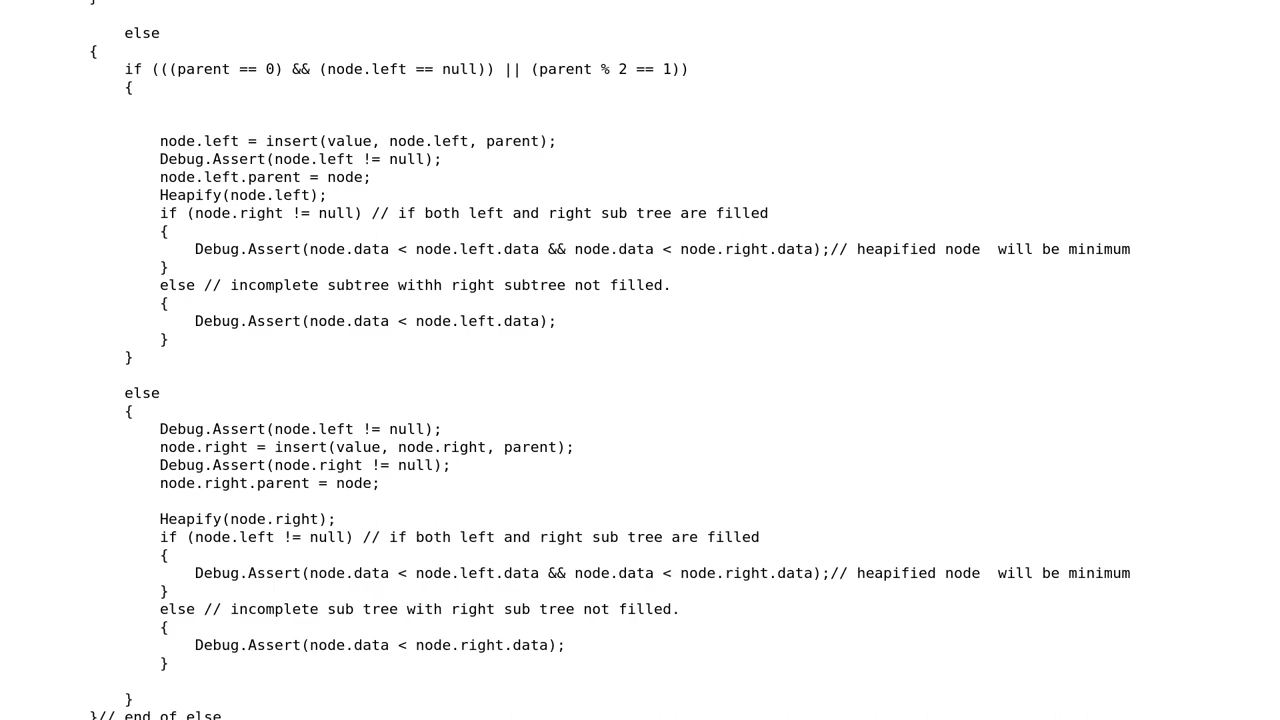 }
else
{
if (((parent == 0) && (node.left == null)) || (parent % 2 == 1))
{
node.left = insert(value, node.left, parent);
Debug.Assert(node.left != null);
node.left.parent = node;
Heapify(node.left);
if (node.right != null) // if both left and right sub tree are filled
{
Debug.Assert(node.data < node.left.data && node.data < node.right.data);// heapified node  will be minimum
}
else // incomplete subtree withh right subtree not filled.
{
Debug.Assert(node.data < node.left.data);
}
}
else
{
Debug.Assert(node.left != null);
node.right = insert(value, node.right, parent);
Debug.Assert(node.right != null);
node.right.parent = node;
Heapify(node.right);
if (node.left != null) // if both left and right sub tree are filled
{
Debug.Assert(node.data < node.left.data && node.data < node.right.data);// heapified node  will be minimum
}
else // incomplete sub tree with right sub tree not filled.
{
Debug.Assert(node.data < node.right.data);
}
}
}// end of else